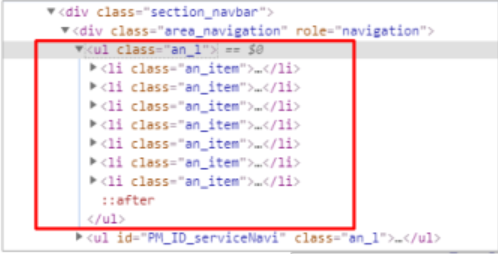 ▼<div class="section_navbar">
▼<div class="area_navigation" role="navigation">
▼<ul class="an_l"> == $0
▶<li class="an_item">…</li>
▶<li class="an_item">…</li>
▶<li class="an_item">…</li>
▶<li class="an_item">…</li>
▶<li class="an_item">…</li>
▶<li class="an_item">…</li>
▶<li class="an_item">…</li>
::after
</ul>
▶<ul id="PM_ID_serviceNavi" class="an_l">…</ul>